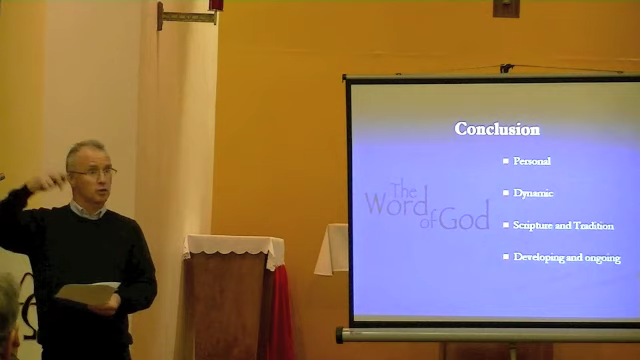 Conclusion
The
Word
of God
Personal
Dynamic
Scripture and Tradition
Developing and ongoing